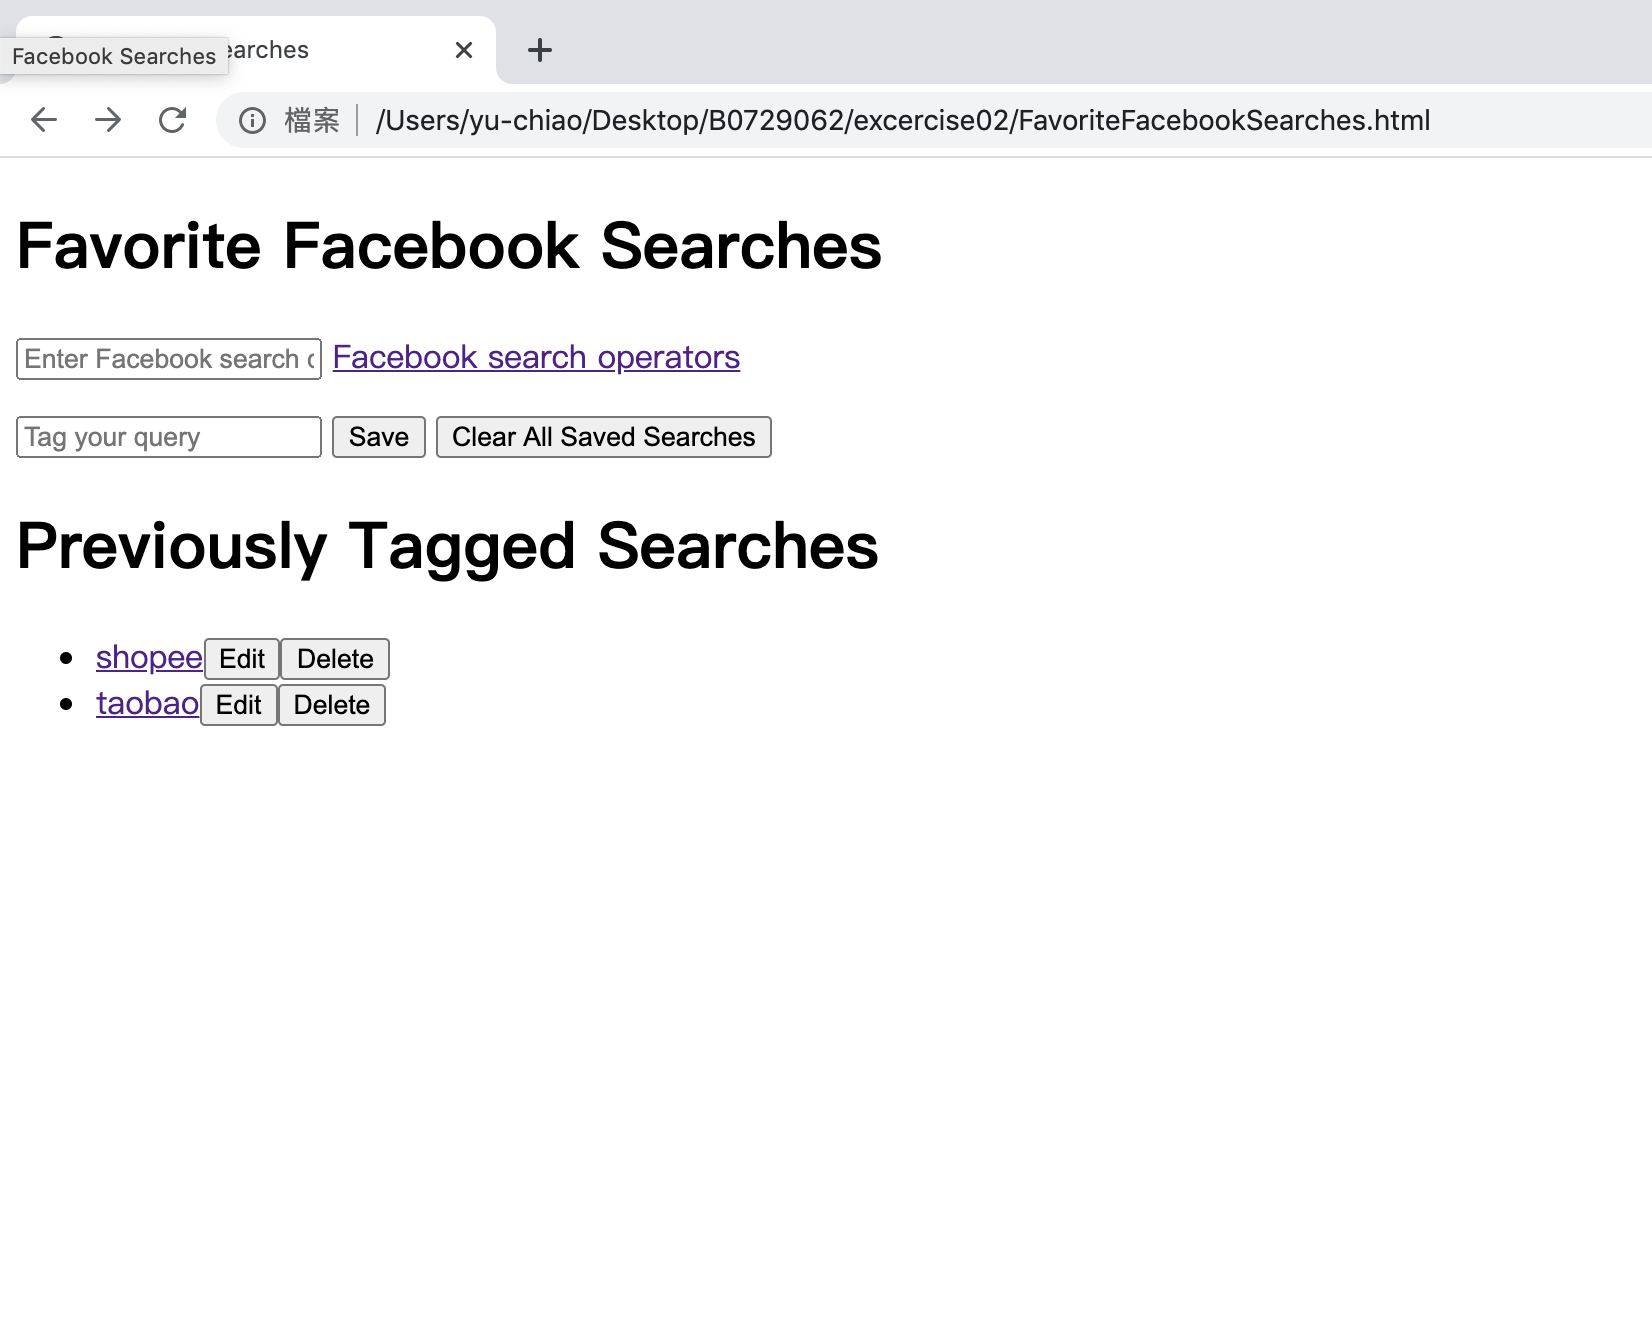 earches
Facebook Searches
檔案 /Users/yu-chiao/Desktop/B0729062/excercise02/FavoriteFacebookSearches.html
Favorite Facebook Searches
Enter Facebook search Facebook search operators
Tag your query Save Clear All Saved Searches
Previously Tagged Searches
shopee Edit Delete
taobao Edit Delete